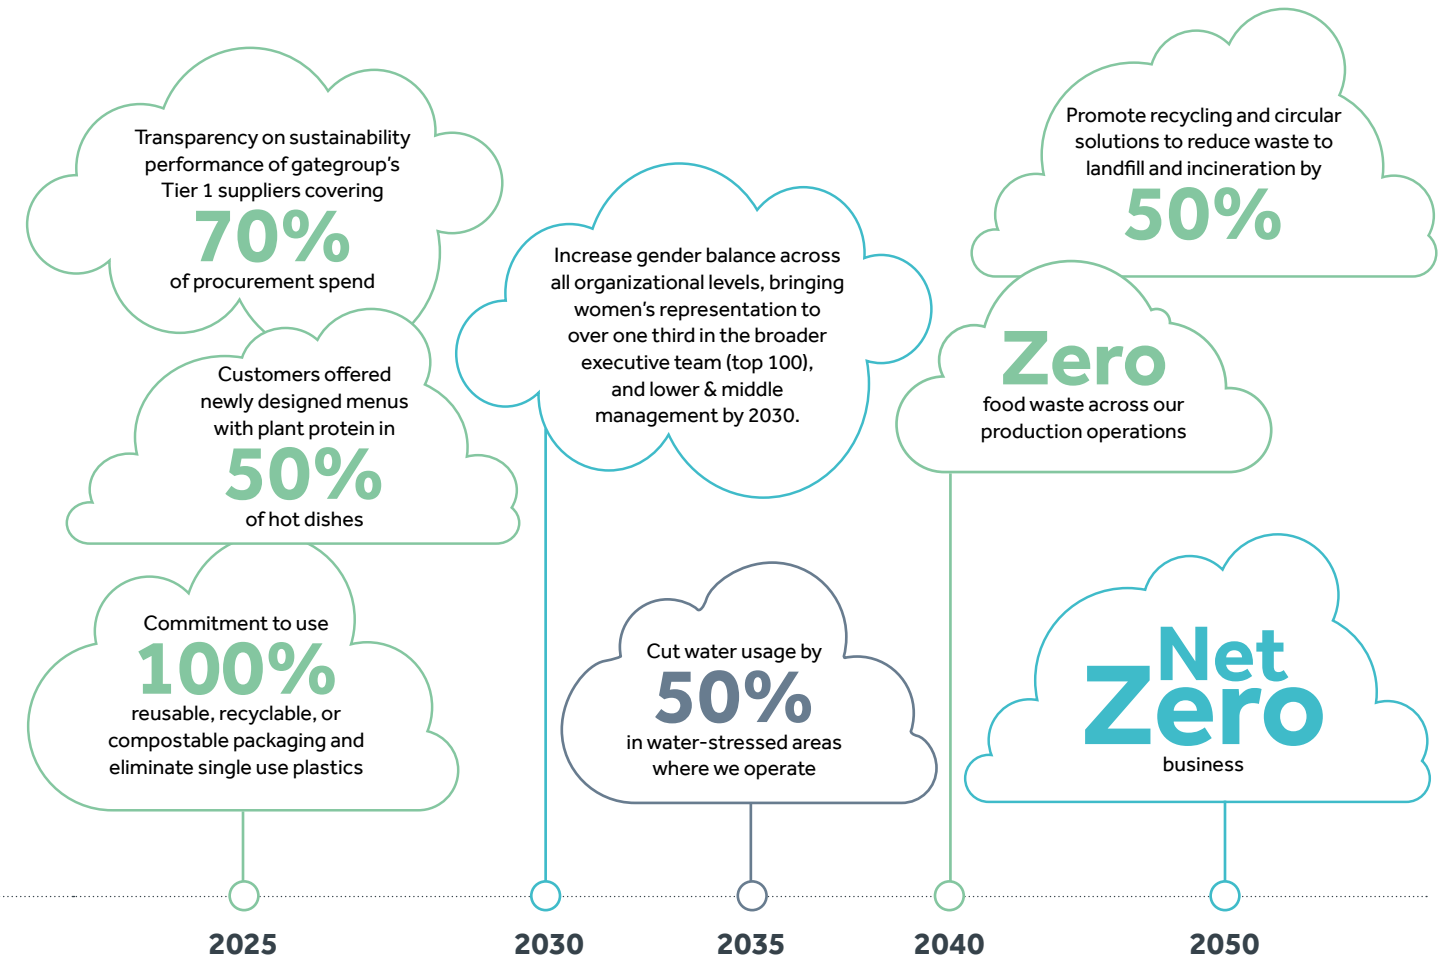 Transparency on sustainability
performance of gategroup's
Tier 1 suppliers covering
70%
of procurement spend
Customers offered
newly designed menus
with plant protein in
50%
of hot dishes
Commitment to use
100%
reusable, recyclable, or
compostable packaging and
eliminate single use plastics
Increase gender balance across
all organizational levels, bringing
women's representation to
over one third in the broader
executive team (top 100),
and lower & middle
management by 2030.
Cut water usage by
50%
in water-stressed areas
where we operate
Promote recycling and circular
solutions to reduce waste to
landfill and incineration by
50%
Zero
food waste across our
production operations
Net
Zero
business
2025
2030
2035
2040
2050